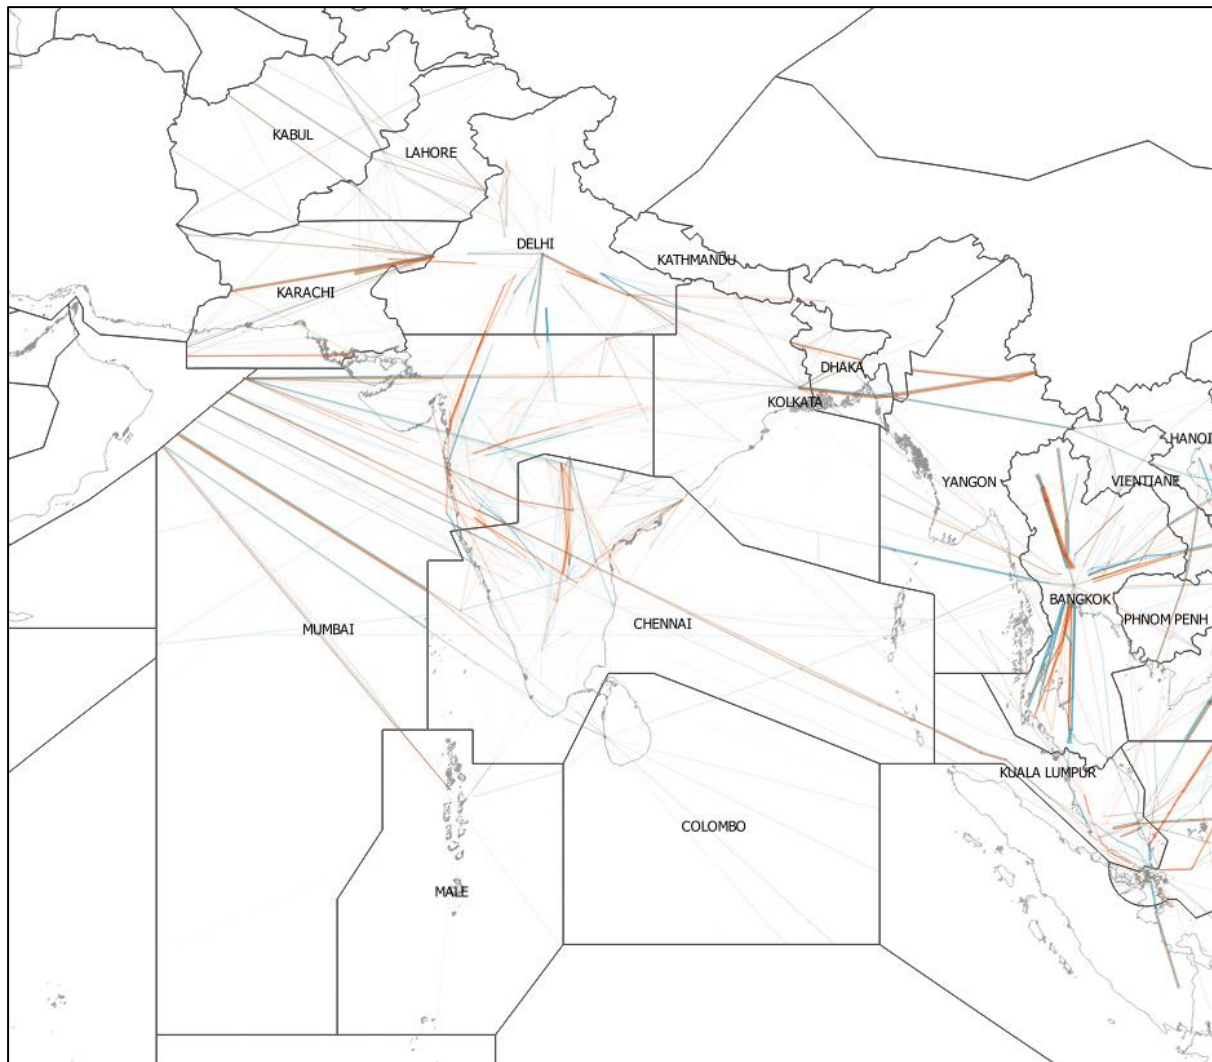 KABUL
LAHORE
DELHI
KATHMANDU
KARACHI
DHAKA
KOLKATA
HANOI
YANGON
VIENTIANE
BANGKOK
PHNOM PENH
MUMBAI
CHENNAI
KUALA LUMPUR
COLOMBO
MALE